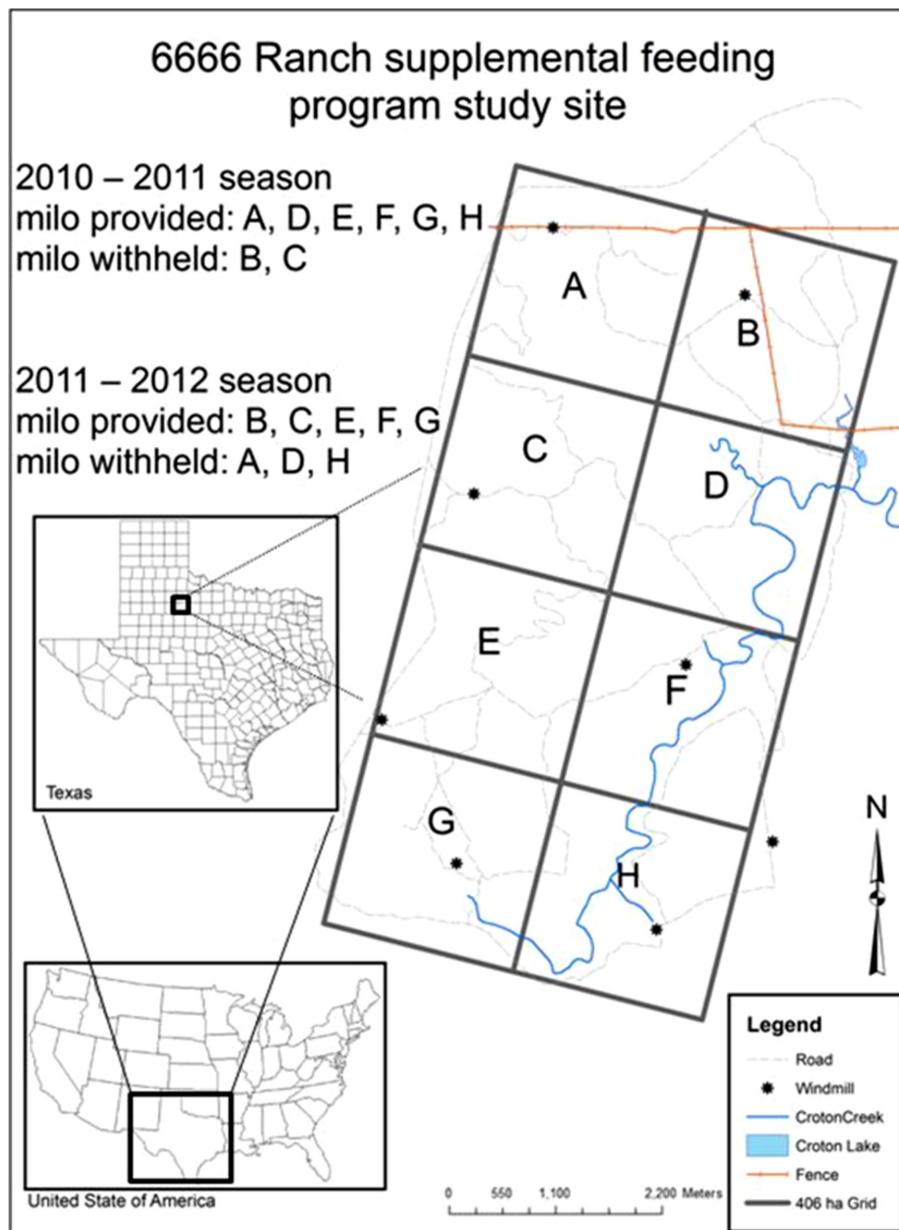 6666 Ranch supplemental feeding
program study site
2010 – 2011 season
milo provided: A, D, E, F, G, H
milo withheld: B, C
2011 – 2012 season
milo provided: B, C, E, F, G
milo withheld: A, D, H
A
B
C
D
E
F
G
H
Texas
United State of America
N
Legend
Road
Windmill
CrotonCreek
Croton Lake
Fence
406 ha Grid
0 550 1,100 2,200 Meters